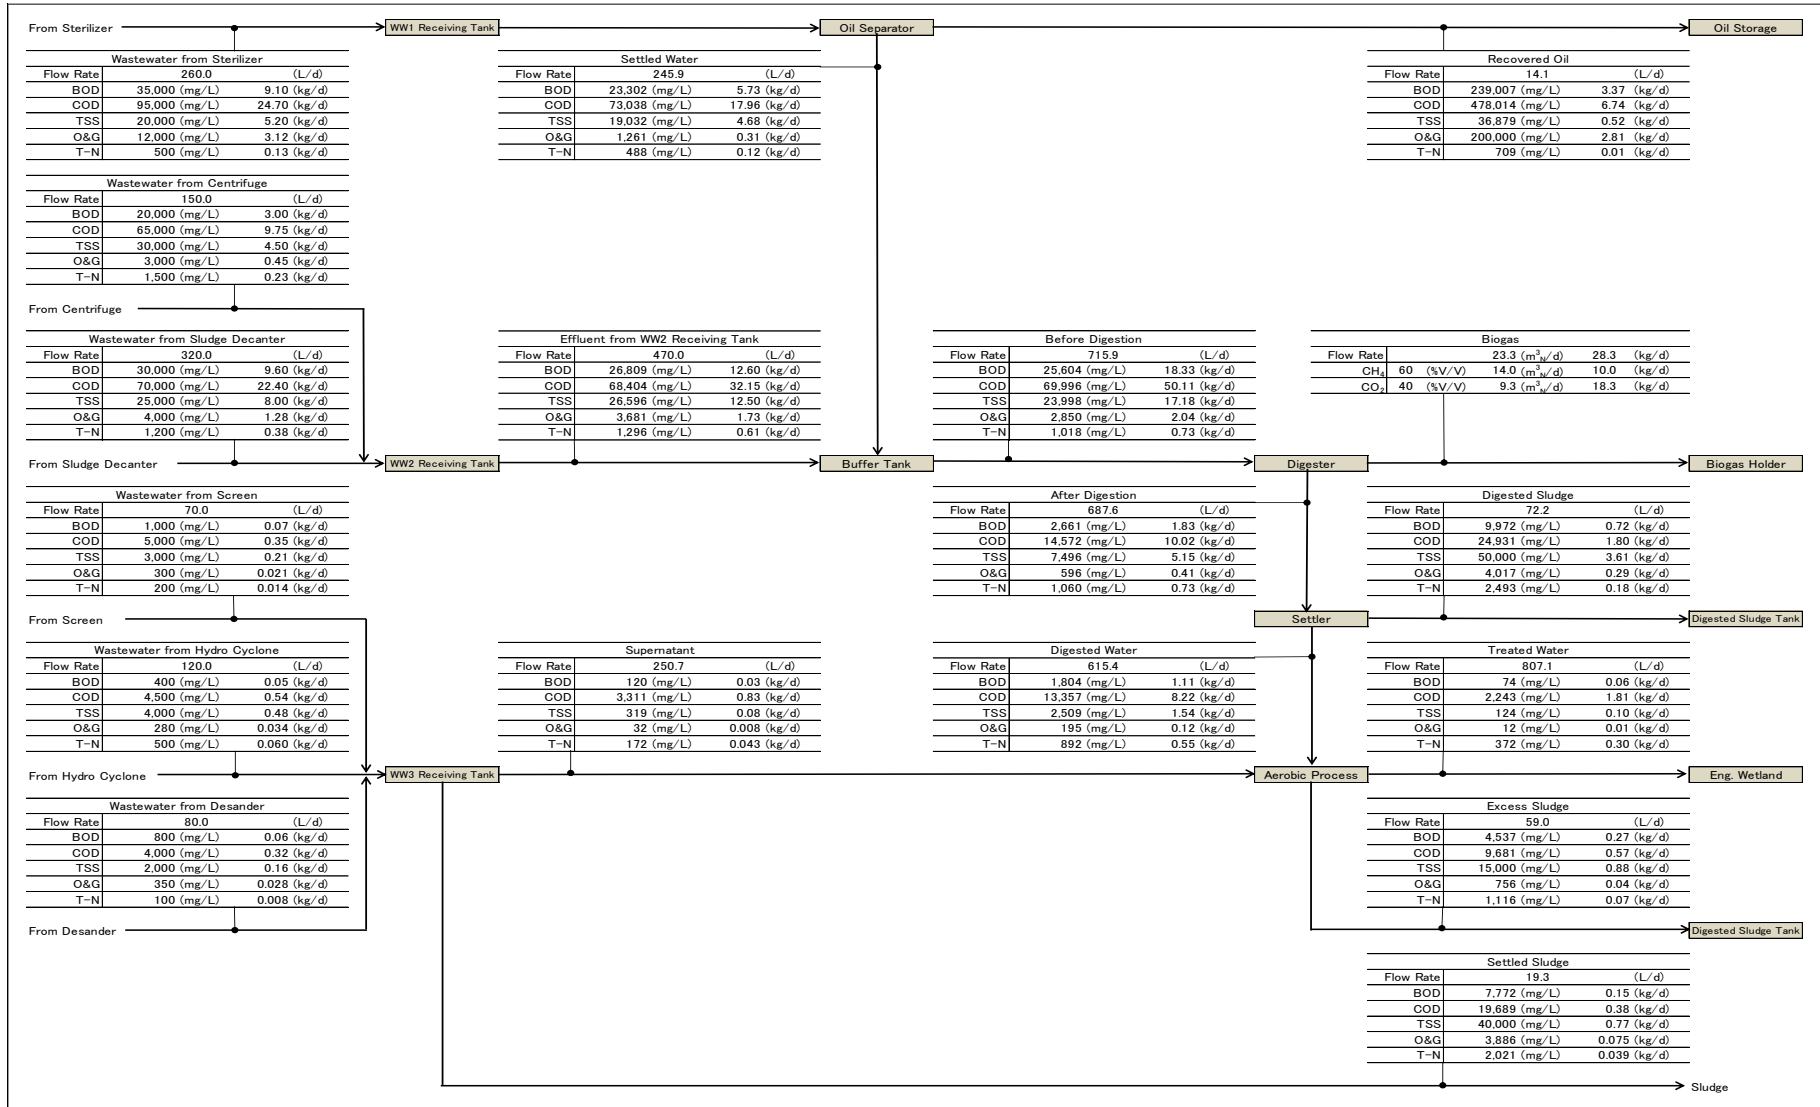 From Sterilizer
WW1 Receiving Tank
Oil Separator
Oil Storage
Wastewater from Sterilizer
Flow Rate 260.0 (L/d)
BOD 35,000 (mg/L) 9.10 (kg/d)
COD 95,000 (mg/L) 24.70 (kg/d)
TSS 20,000 (mg/L) 5.20 (kg/d)
O&G 12,000 (mg/L) 3.12 (kg/d)
T-N 500 (mg/L) 0.13 (kg/d)
Settled Water
Flow Rate 245.9 (L/d)
BOD 23,302 (mg/L) 5.73 (kg/d)
COD 73,038 (mg/L) 17.96 (kg/d)
TSS 19,032 (mg/L) 4.68 (kg/d)
O&G 1,261 (mg/L) 0.31 (kg/d)
T-N 488 (mg/L) 0.12 (kg/d)
Recovered Oil
Flow Rate 14.1 (L/d)
BOD 239,007 (mg/L) 3.37 (kg/d)
COD 478,014 (mg/L) 6.74 (kg/d)
TSS 36,879 (mg/L) 0.52 (kg/d)
O&G 200,000 (mg/L) 2.81 (kg/d)
T-N 709 (mg/L) 0.01 (kg/d)
Wastewater from Centrifuge
Flow Rate 150.0 (L/d)
BOD 20,000 (mg/L) 3.00 (kg/d)
COD 65,000 (mg/L) 9.75 (kg/d)
TSS 30,000 (mg/L) 4.50 (kg/d)
O&G 3,000 (mg/L) 0.45 (kg/d)
T-N 1,500 (mg/L) 0.23 (kg/d)
From Centrifuge
Wastewater from Sludge Decanter
Flow Rate 320.0 (L/d)
BOD 30,000 (mg/L) 9.60 (kg/d)
COD 70,000 (mg/L) 22.40 (kg/d)
TSS 25,000 (mg/L) 8.00 (kg/d)
O&G 4,000 (mg/L) 1.28 (kg/d)
T-N 1,200 (mg/L) 0.38 (kg/d)
Effluent from WW2 Receiving Tank
Flow Rate 470.0 (L/d)
BOD 26,809 (mg/L) 12.60 (kg/d)
COD 68,404 (mg/L) 32.15 (kg/d)
TSS 26,596 (mg/L) 12.50 (kg/d)
O&G 3,681 (mg/L) 1.73 (kg/d)
T-N 1,296 (mg/L) 0.61 (kg/d)
Before Digestion
Flow Rate 715.9 (L/d)
BOD 25,604 (mg/L) 18.33 (kg/d)
COD 69,996 (mg/L) 50.11 (kg/d)
TSS 23,998 (mg/L) 17.18 (kg/d)
O&G 2,850 (mg/L) 2.04 (kg/d)
T-N 1,018 (mg/L) 0.73 (kg/d)
Biogas
Flow Rate 23.3 (m³N/d) 28.3 (kg/d)
CH₄ 60 (%V/V) 14.0 (m³N/d) 10.0 (kg/d)
CO₂ 40 (%V/V) 9.3 (m³N/d) 18.3 (kg/d)
From Sludge Decanter
WW2 Receiving Tank
Buffer Tank
Digester
Biogas Holder
Wastewater from Screen
Flow Rate 70.0 (L/d)
BOD 1,000 (mg/L) 0.07 (kg/d)
COD 5,000 (mg/L) 0.35 (kg/d)
TSS 3,000 (mg/L) 0.21 (kg/d)
O&G 300 (mg/L) 0.021 (kg/d)
T-N 200 (mg/L) 0.014 (kg/d)
After Digestion
Flow Rate 687.6 (L/d)
BOD 2,661 (mg/L) 1.83 (kg/d)
COD 14,572 (mg/L) 10.02 (kg/d)
TSS 7,496 (mg/L) 5.15 (kg/d)
O&G 596 (mg/L) 0.41 (kg/d)
T-N 1,060 (mg/L) 0.73 (kg/d)
Digested Sludge
Flow Rate 72.2 (L/d)
BOD 9,972 (mg/L) 0.72 (kg/d)
COD 24,931 (mg/L) 1.80 (kg/d)
TSS 50,000 (mg/L) 3.61 (kg/d)
O&G 4,017 (mg/L) 0.29 (kg/d)
T-N 2,493 (mg/L) 0.18 (kg/d)
From Screen
Settler
Digested Sludge Tank
Wastewater from Hydro Cyclone
Flow Rate 120.0 (L/d)
BOD 400 (mg/L) 0.05 (kg/d)
COD 4,500 (mg/L) 0.54 (kg/d)
TSS 4,000 (mg/L) 0.48 (kg/d)
O&G 280 (mg/L) 0.034 (kg/d)
T-N 500 (mg/L) 0.060 (kg/d)
Supernatant
Flow Rate 250.7 (L/d)
BOD 120 (mg/L) 0.03 (kg/d)
COD 3,311 (mg/L) 0.83 (kg/d)
TSS 319 (mg/L) 0.08 (kg/d)
O&G 32 (mg/L) 0.008 (kg/d)
T-N 172 (mg/L) 0.043 (kg/d)
Digested Water
Flow Rate 615.4 (L/d)
BOD 1,804 (mg/L) 1.11 (kg/d)
COD 13,357 (mg/L) 8.22 (kg/d)
TSS 2,509 (mg/L) 1.54 (kg/d)
O&G 195 (mg/L) 0.12 (kg/d)
T-N 892 (mg/L) 0.55 (kg/d)
Treated Water
Flow Rate 807.1 (L/d)
BOD 74 (mg/L) 0.06 (kg/d)
COD 2,243 (mg/L) 1.81 (kg/d)
TSS 124 (mg/L) 0.10 (kg/d)
O&G 12 (mg/L) 0.01 (kg/d)
T-N 372 (mg/L) 0.30 (kg/d)
From Hydro Cyclone
WW3 Receiving Tank
Aerobic Process
Eng. Wetland
Wastewater from Desander
Flow Rate 80.0 (L/d)
BOD 800 (mg/L) 0.06 (kg/d)
COD 4,000 (mg/L) 0.32 (kg/d)
TSS 2,000 (mg/L) 0.16 (kg/d)
O&G 350 (mg/L) 0.028 (kg/d)
T-N 100 (mg/L) 0.008 (kg/d)
Excess Sludge
Flow Rate 59.0 (L/d)
BOD 4,537 (mg/L) 0.27 (kg/d)
COD 9,681 (mg/L) 0.57 (kg/d)
TSS 15,000 (mg/L) 0.88 (kg/d)
O&G 756 (mg/L) 0.04 (kg/d)
T-N 1,116 (mg/L) 0.07 (kg/d)
From Desander
Digested Sludge Tank
Settled Sludge
Flow Rate 19.3 (L/d)
BOD 7,772 (mg/L) 0.15 (kg/d)
COD 19,689 (mg/L) 0.38 (kg/d)
TSS 40,000 (mg/L) 0.77 (kg/d)
O&G 3,886 (mg/L) 0.075 (kg/d)
T-N 2,021 (mg/L) 0.039 (kg/d)
Sludge